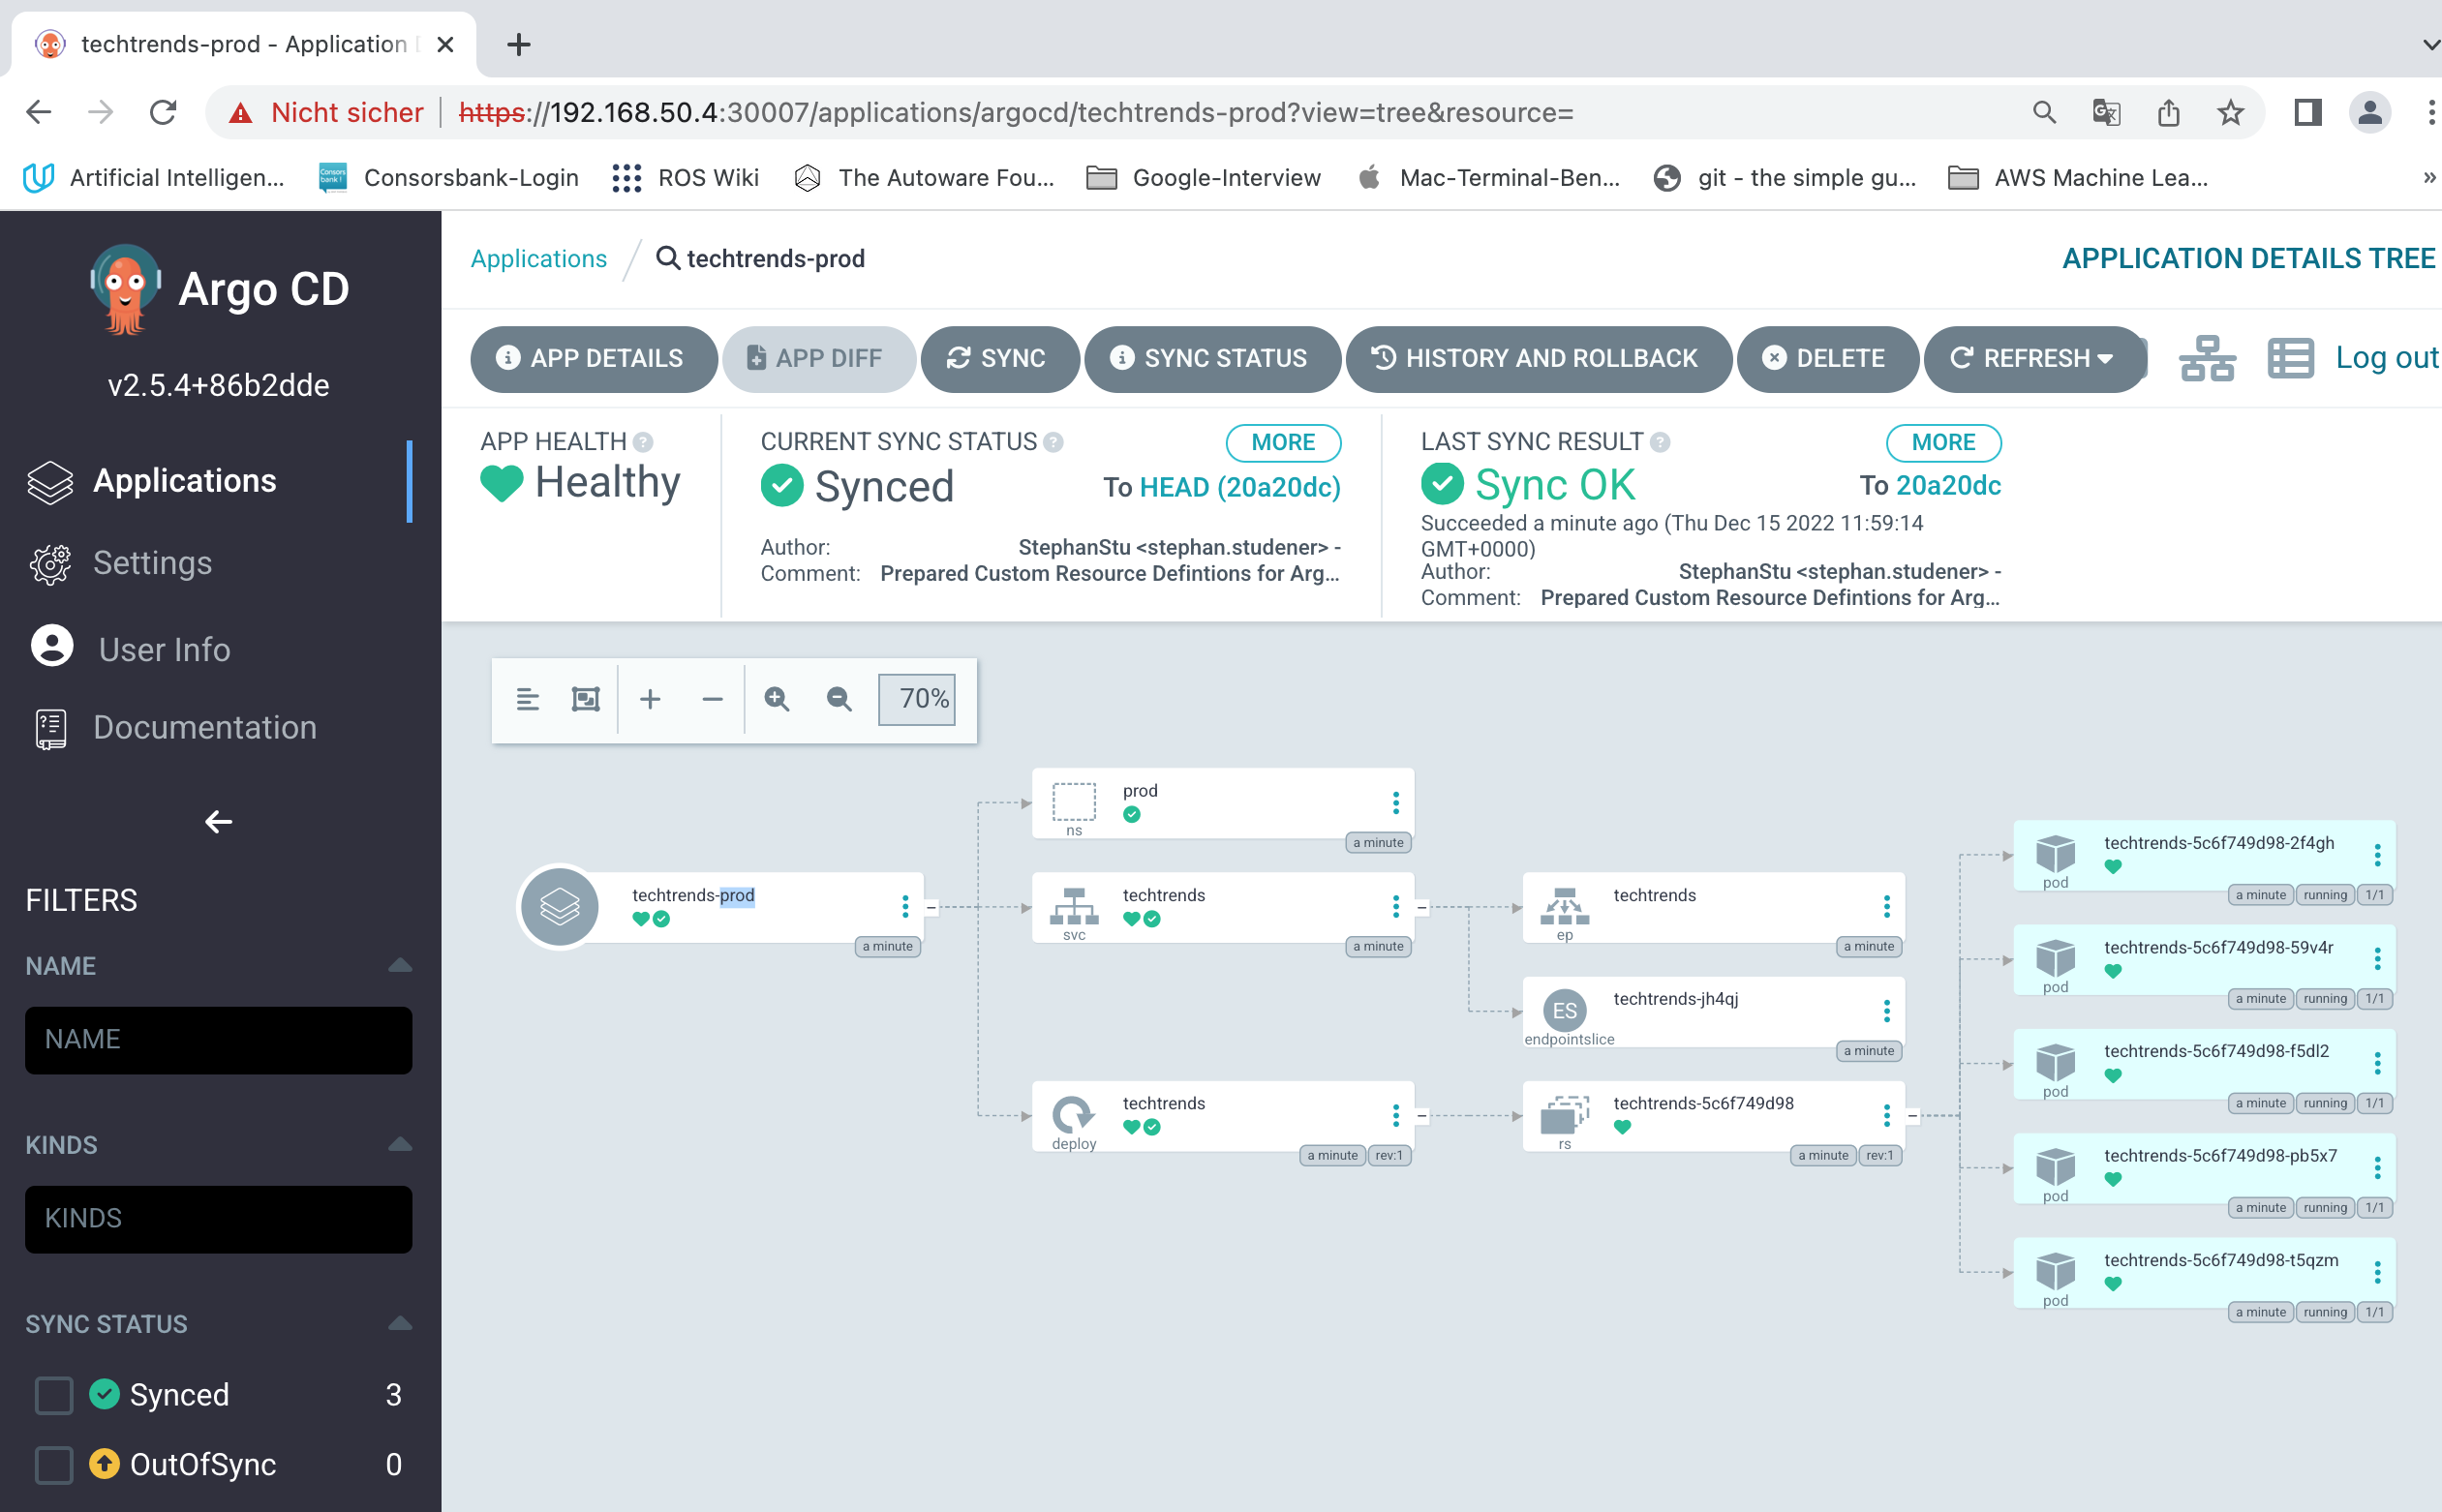 techtrends-prod - Application
Nicht sicher https://192.168.50.4:30007/applications/argocd/techtrends-prod?view=tree&resource=
Artificial Intelligen... Consorsbank-Login ROS Wiki The Autoware Fou... Google-Interview Mac-Terminal-Ben... git - the simple gu... AWS Machine Lea... »
Argo CD
v2.5.4+86b2dde
Applications
Settings
User Info
Documentation
FILTERS
NAME
NAME
KINDS
KINDS
SYNC STATUS
Synced 3
OutOfSync 0
Applications / techtrends-prod APPLICATION DETAILS TREE
APP DETAILS APP DIFF SYNC SYNC STATUS HISTORY AND ROLLBACK DELETE REFRESH Log out
APP HEALTH
Healthy
CURRENT SYNC STATUS MORE
Synced To HEAD (20a20dc)
Author: StephanStu <stephan.studener> -
Comment: Prepared Custom Resource Defintions for Arg...
LAST SYNC RESULT MORE
Sync OK To 20a20dc
Succeeded a minute ago (Thu Dec 15 2022 11:59:14
GMT+0000)
Author: StephanStu <stephan.studener> -
Comment: Prepared Custom Resource Defintions for Arg...
70%
techtrends-prod
a minute
prod
ns
a minute
techtrends
svc
a minute
techtrends
deploy
a minute rev:1
techtrends
ep
a minute
ES
techtrends-jh4qj
endpointslice
a minute
techtrends-5c6f749d98
rs
a minute rev:1
techtrends-5c6f749d98-2f4gh
pod
a minute running 1/1
techtrends-5c6f749d98-59v4r
pod
a minute running 1/1
techtrends-5c6f749d98-f5dl2
pod
a minute running 1/1
techtrends-5c6f749d98-pb5x7
pod
a minute running 1/1
techtrends-5c6f749d98-t5qzm
pod
a minute running 1/1